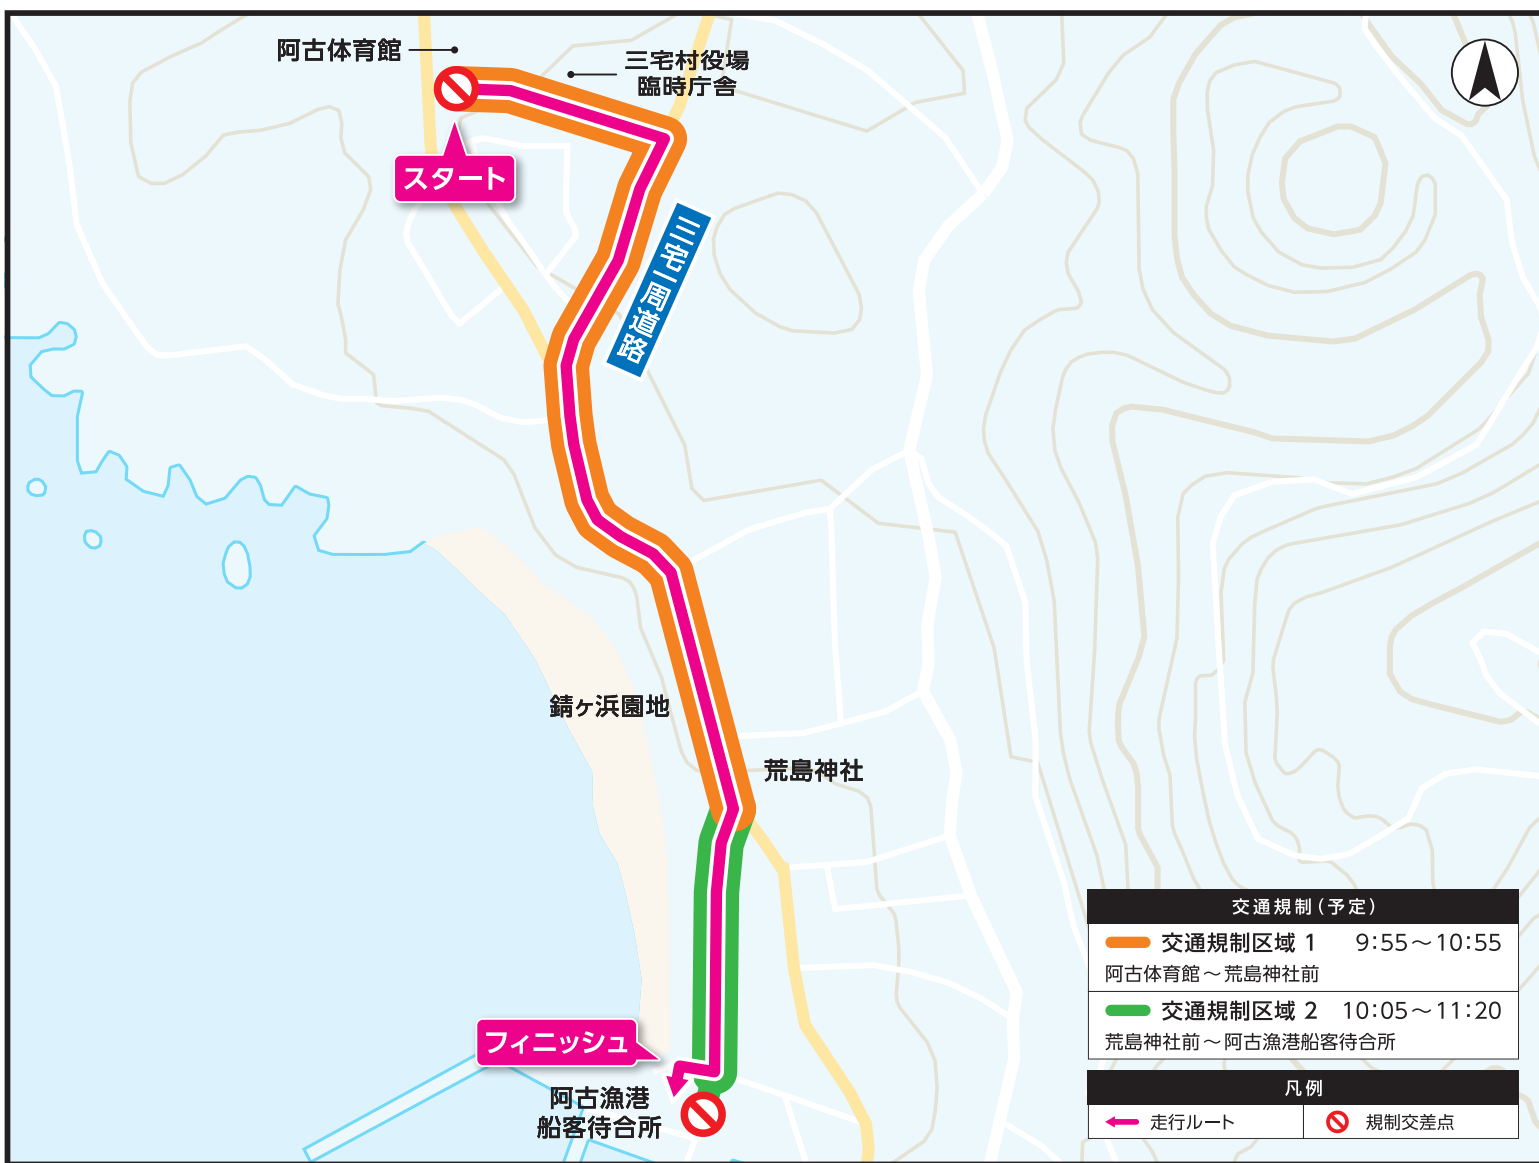 阿古体育館
三宅村役場
臨時庁舎
スタート
三宅一周道路
錆ヶ浜園地
荒島神社
フィニッシュ
阿古漁港
船客待合所
交通規制(予定)
交通規制区域 1 9:55~10:55
阿古体育館~荒島神社前
交通規制区域 2 10:05~11:20
荒島神社前~阿古漁港船客待合所
凡例
走行ルート
規制交差点